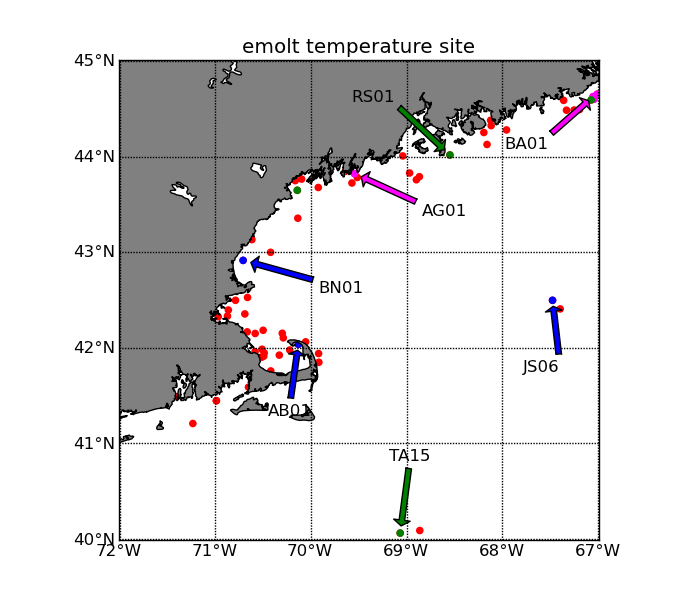 emolt temperature site
45°N
RS01
BA01
44°N
AG01
43°N
BN01
JS06
42°N
AB01
41°N
TA15
40°N
72°W 71°W 70°W 69°W 68°W 67°W